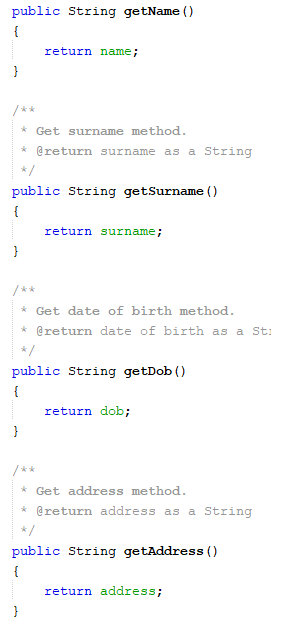 public String getName()
{
return name;
}
/**
* Get surname method.
* @return surname as a String
*/
public String getSurname()
{
return surname;
}
/**
* Get date of birth method.
* @return date of birth as a
*/
public String getDob()
{
return dob;
}
/**
* Get address method.
* @return address as a String
*/
public String getAddress()
{
return address;
}